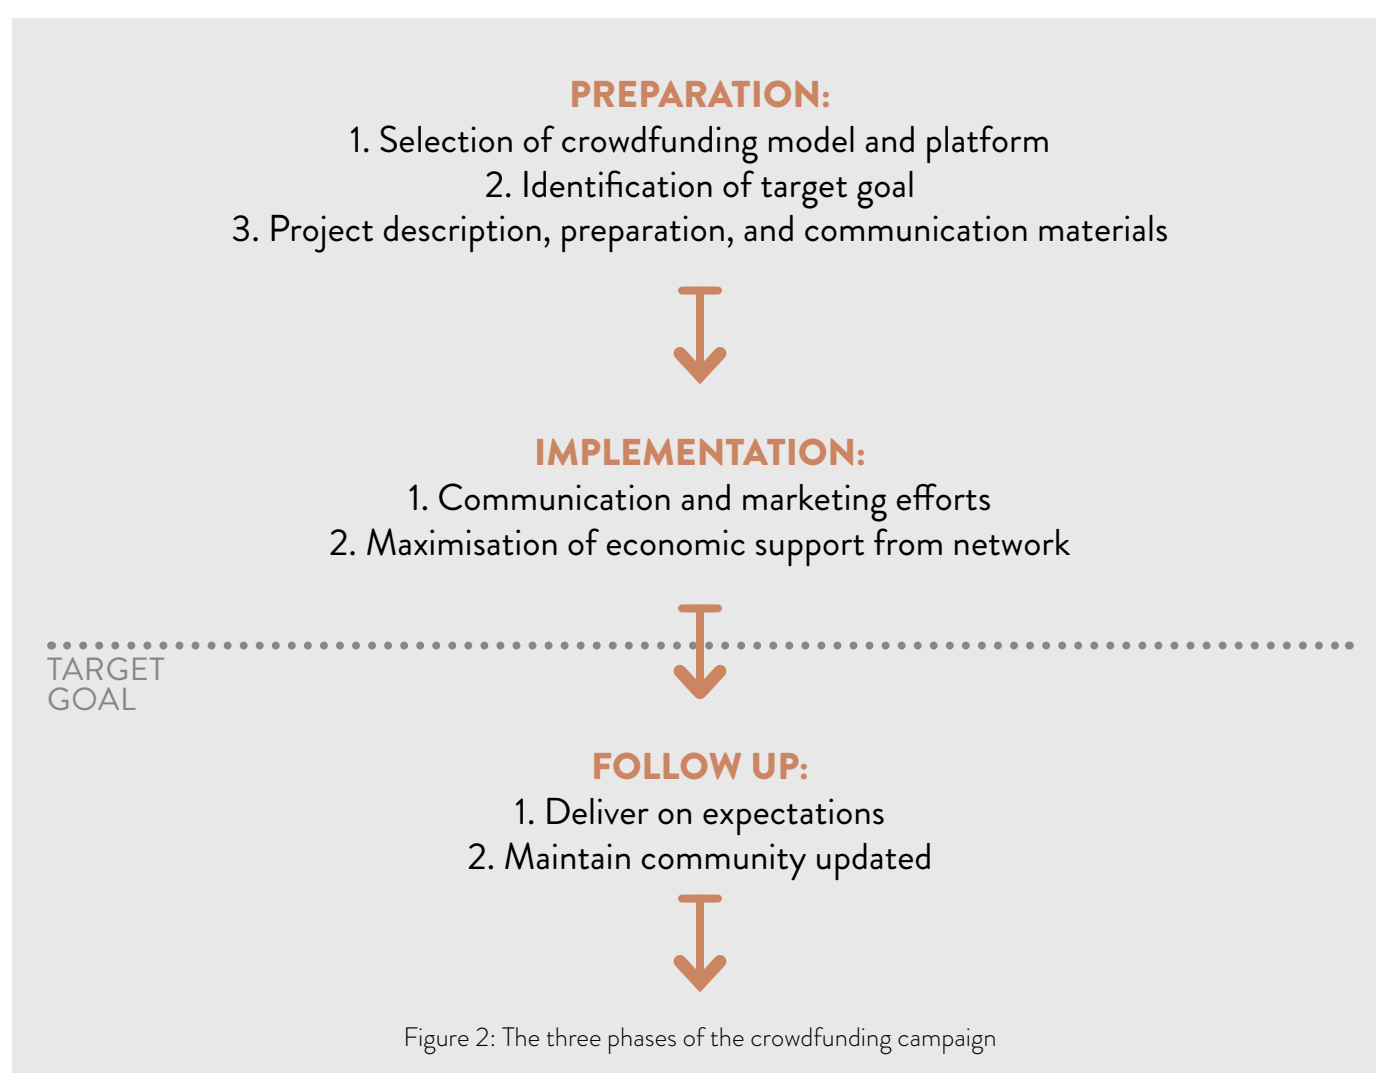 PREPARATION:
1. Selection of crowdfunding model and platform
2. Identification of target goal
3. Project description, preparation, and communication materials
IMPLEMENTATION:
1. Communication and marketing efforts
2. Maximisation of economic support from network
TARGET
GOAL
FOLLOW UP:
1. Deliver on expectations
2. Maintain community updated
Figure 2: The three phases of the crowdfunding campaign